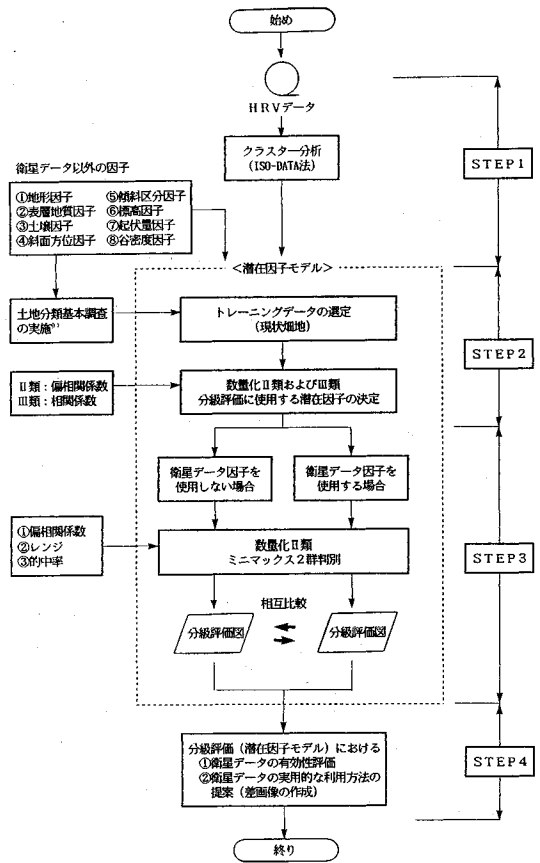 始め
HRVデータ
クラスター分析
(ISO-DATA法)
STEP1
衛星データ以外の因子
①地形因子 ⑤傾斜区分因子
②表層地質因子 ⑥標高因子
③土壌因子 ⑦起伏量因子
④斜面方位因子 ⑧谷密度因子
<潜在因子モデル>
土地分類基本調査
の実施
トレーニングデータの選定
(現状畑地)
STEP2
Ⅱ類:偏相関係数
Ⅲ類:相関係数
数量化Ⅱ類およびⅢ類
分級評価に使用する潜在因子の決定
衛星データ因子を
使用しない場合
衛星データ因子を
使用する場合
①偏相関係数
②レンジ
③的中率
数量化Ⅱ類
ミニマックス2群判別
STEP3
相互比較
分級評価図
分級評価図
分級評価(潜在因子モデル)における
①衛星データの有効性評価
②衛星データの実用的な利用方法の
提案(差画像の作成)
STEP4
終り